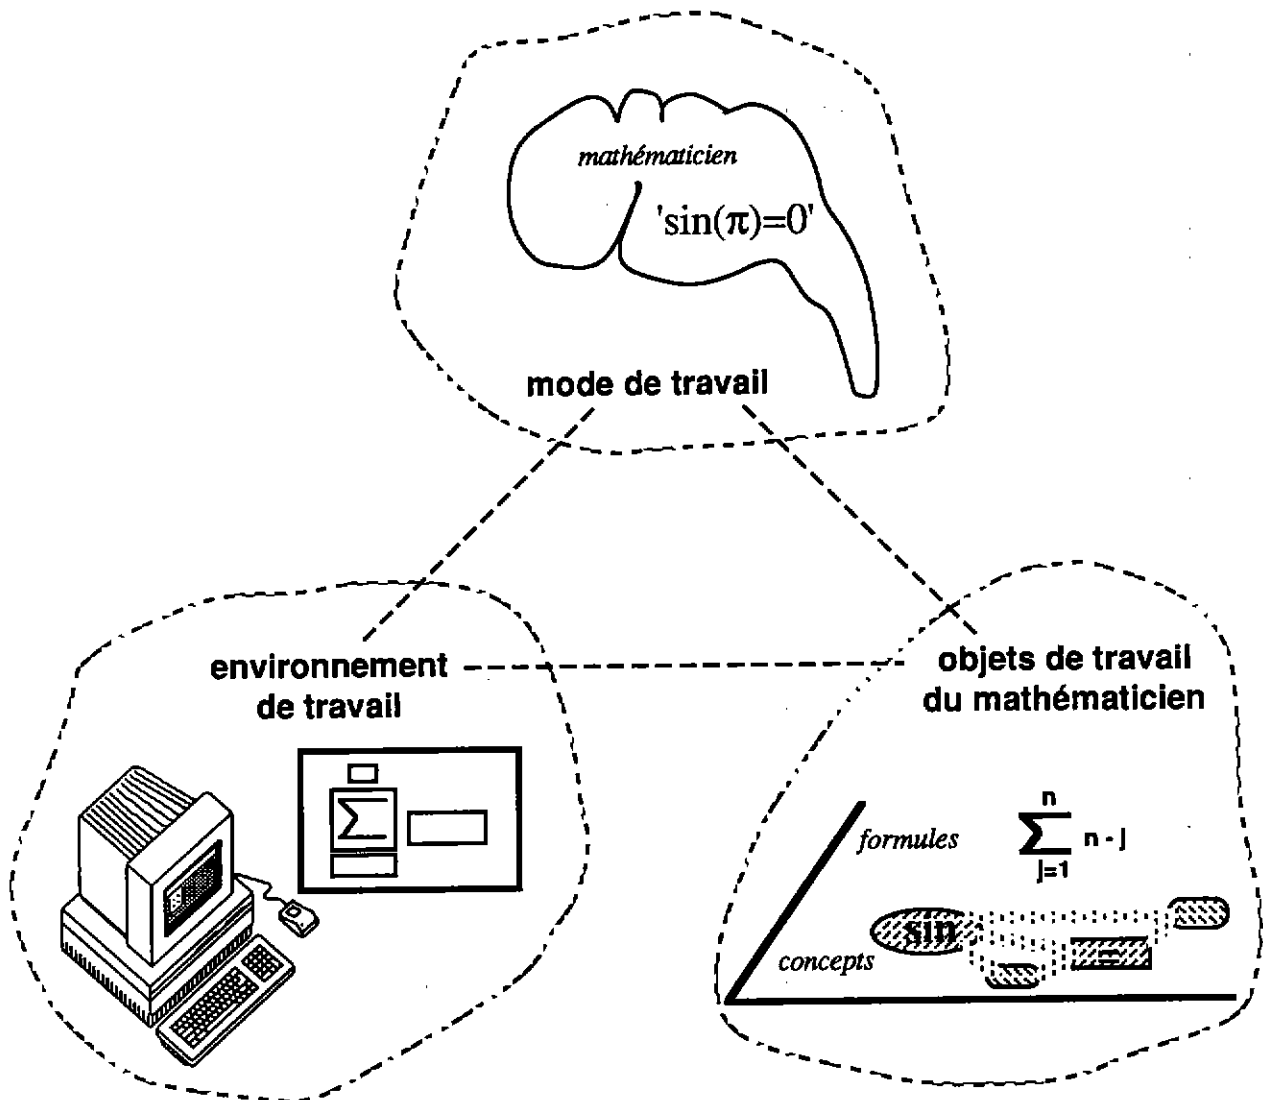 mathématicien
'sin(π)=0'
mode de travail
environnement
de travail
objets de travail
du mathématicien
Σ
formules
n
Σ n - j
j=1
sin
=
concepts